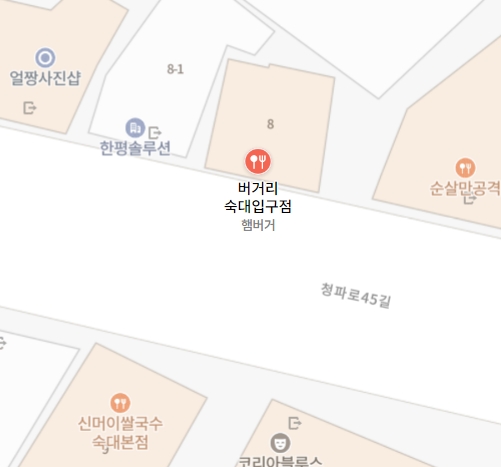 얼짱사진샵
8-1
한평솔루션
8
버거리
숙대입구점
햄버거
순살만공격
청파로45길
신머이쌀국수
숙대본점
코리아블루스